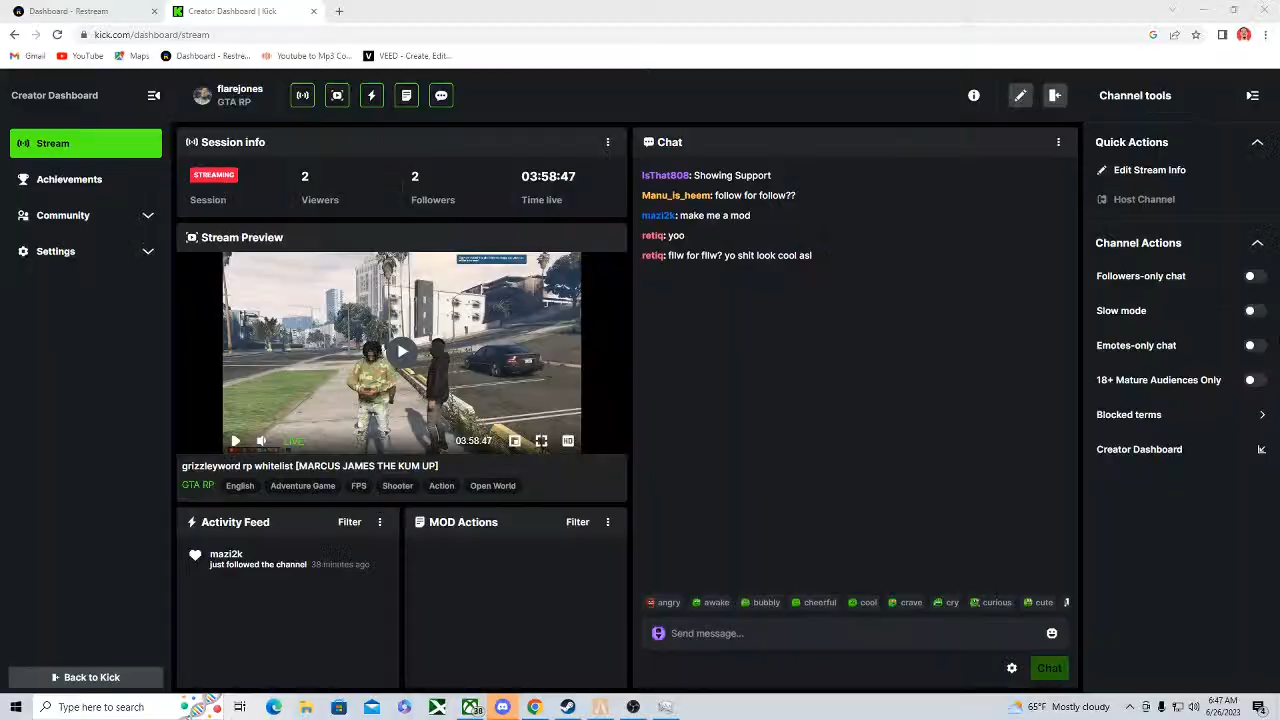 Dashboard - Restream
Creator Dashboard | Kick
kick.com/dashboard/stream
Gmail
YouTube
Maps
Dashboard - Restre...
Youtube to Mp3 Co...
VEED - Create, Edit...
Creator Dashboard
flarejones
GTA RP
Channel tools
Stream
Achievements
Community
Settings
Back to Kick
Session info
STREAMING
2
2
03:58:47
Session
Viewers
Followers
Time live
Stream Preview
LIVE
03:58:47
HD
grizzleyword rp whitelist [MARCUS JAMES THE KUM UP]
GTA RP
English
Adventure Game
FPS
Shooter
Action
Open World
Activity Feed
Filter
mazi2k
just followed the channel 38 minutes ago
MOD Actions
Filter
Chat
IsThat808: Showing Support
Manu_is_heem: follow for follow??
mazi2k: make me a mod
retiq: yoo
retiq: fllw for fllw? yo shit look cool asl
angry
awake
bubbly
cheerful
cool
crave
cry
curious
cute
Send message...
Chat
Quick Actions
Edit Stream Info
Host Channel
Channel Actions
Followers-only chat
Slow mode
Emotes-only chat
18+ Mature Audiences Only
Blocked terms
Creator Dashboard
Type here to search
65°F Mostly cloudy
6:47 AM
6/26/2023